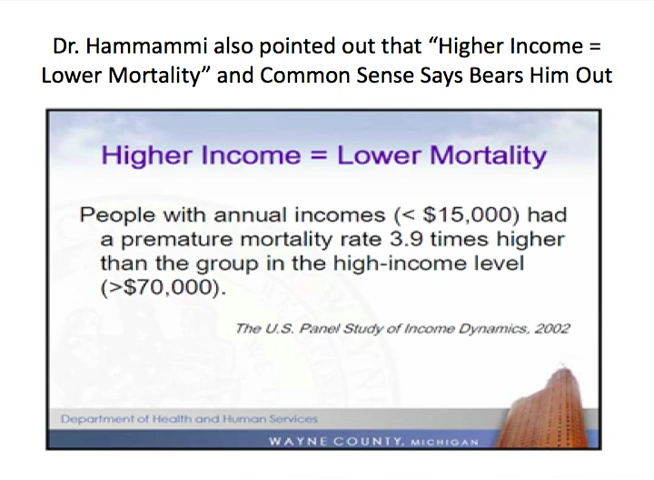 Dr. Hammammi also pointed out that “Higher Income =
Lower Mortality” and Common Sense Says Bears Him Out
Higher Income = Lower Mortality
People with annual incomes (< $15,000) had
a premature mortality rate 3.9 times higher
than the group in the high-income level
(>$70,000).
The U.S. Panel Study of Income Dynamics, 2002
Department of Health and Human Services
WAYNE COUNTY, MICHIGAN